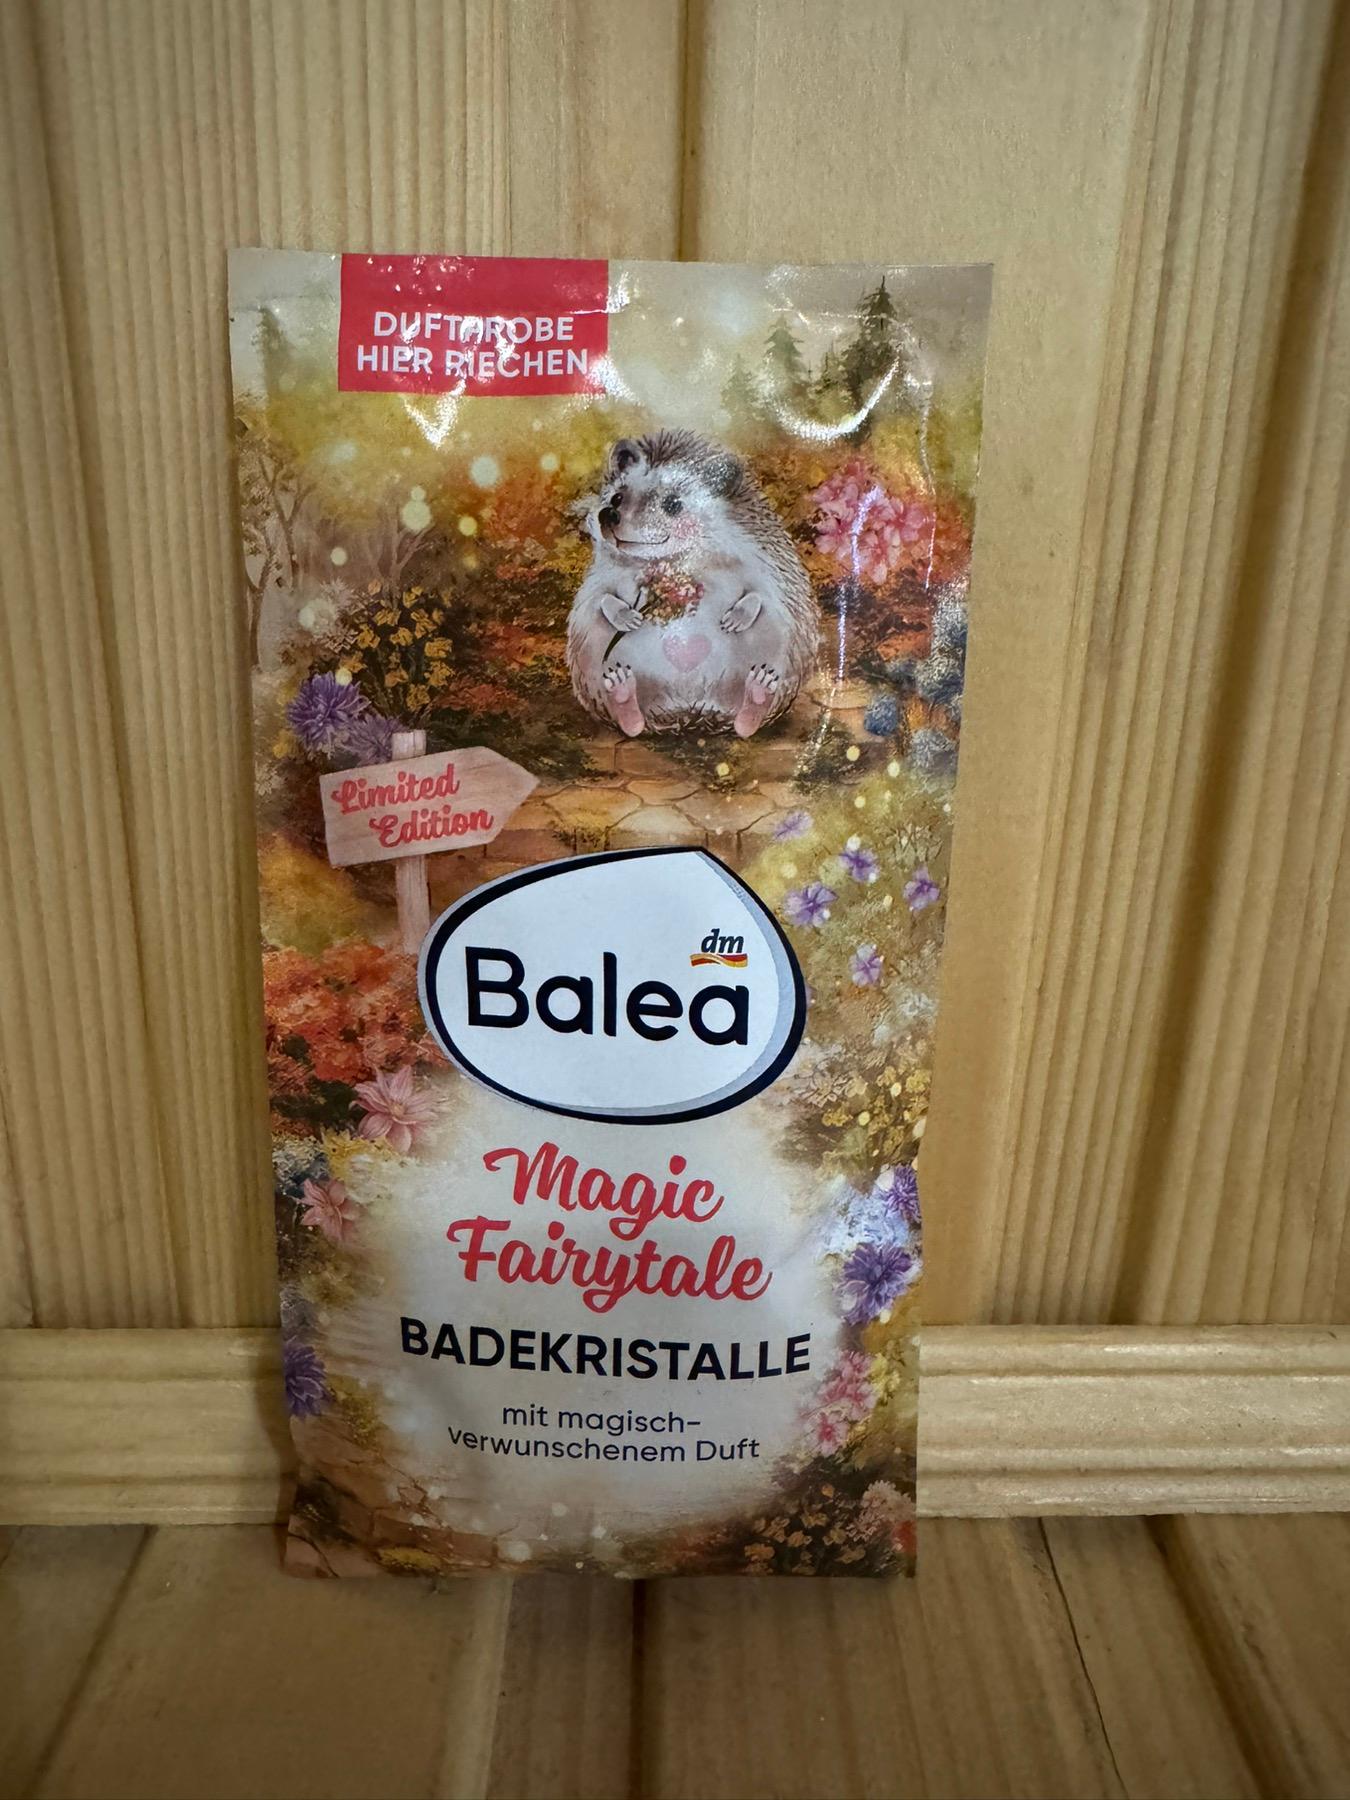 DUFTPROBE
HIER RIECHEN
Limited
Edition
dm
Balea
Magic
Fairytale
BADEKRISTALLE
mit magisch-
verwunschenem Duft